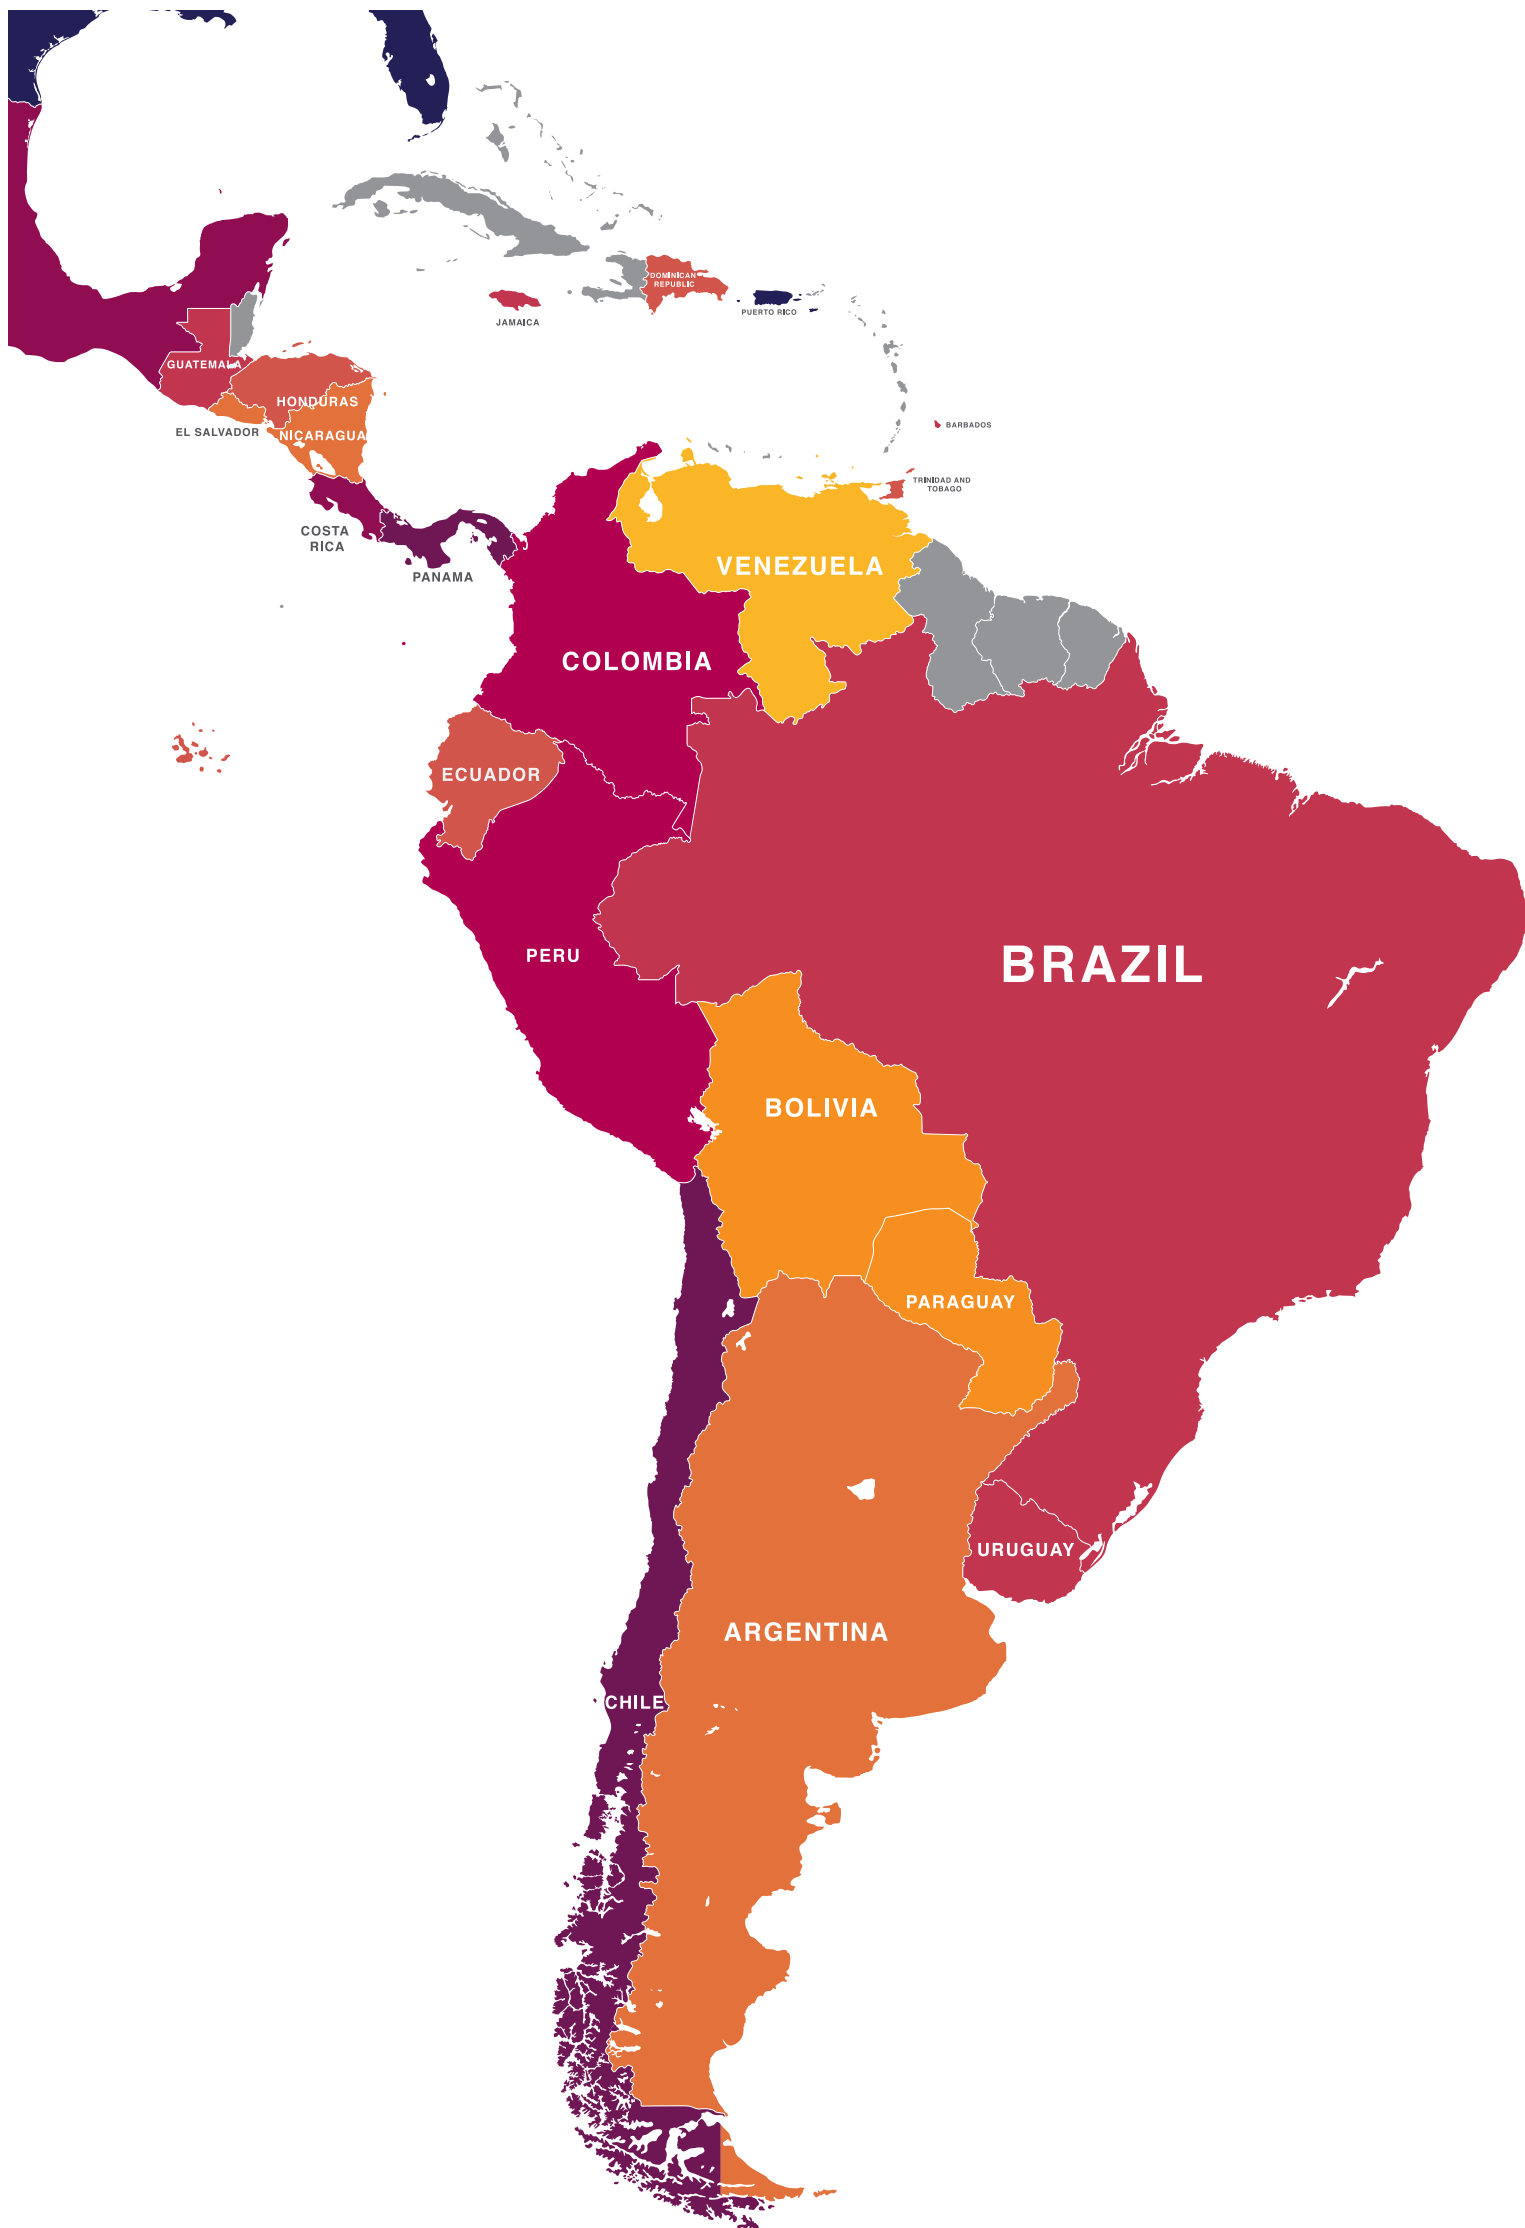 DOMINICAN
REPUBLIC
PUERTO RICO
JAMAICA
GUATEMALA
HONDURAS
EL SALVADOR
NICARAGUA
BARBADOS
TRINIDAD AND
TOBAGO
COSTA
RICA
PANAMA
VENEZUELA
COLOMBIA
ECUADOR
PERU
BRAZIL
BOLIVIA
PARAGUAY
URUGUAY
ARGENTINA
CHILE